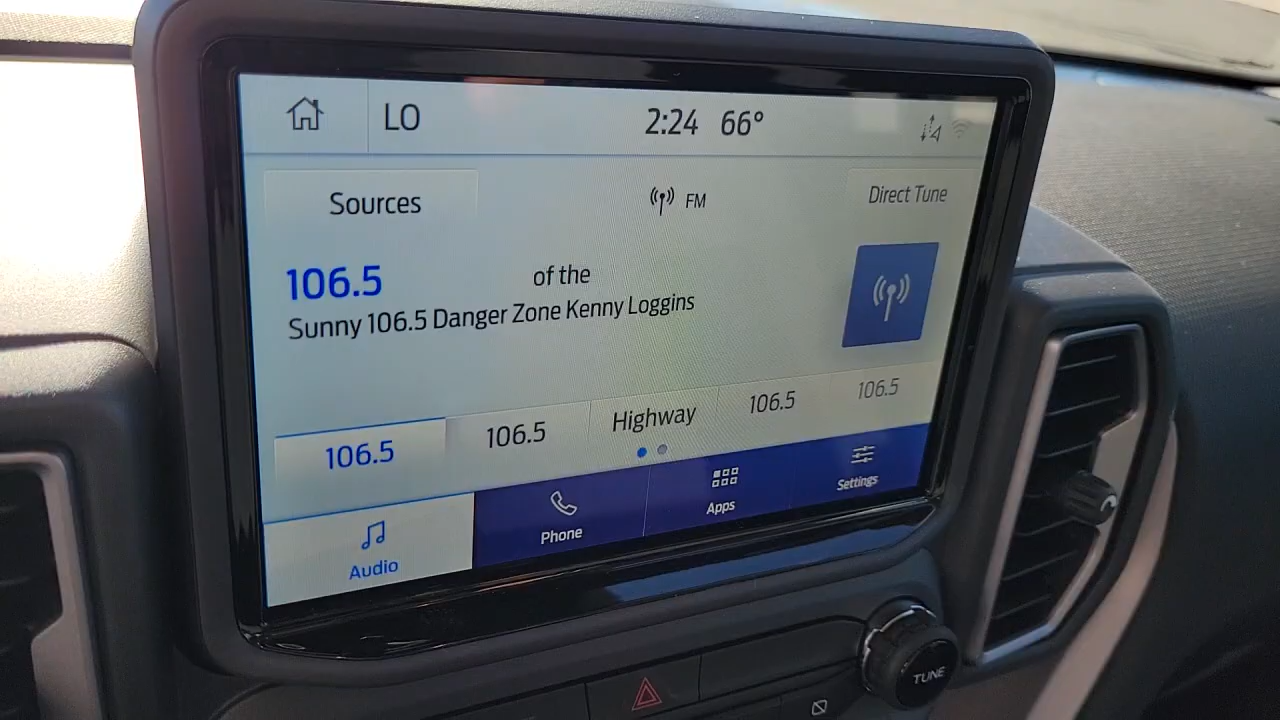 LO
2:24 66°
Sources
FM
Direct Tune
106.5
of the
Sunny 106.5 Danger Zone Kenny Loggins
106.5
106.5
Highway
106.5
106.5
Audio
Phone
Apps
Settings
TUNE